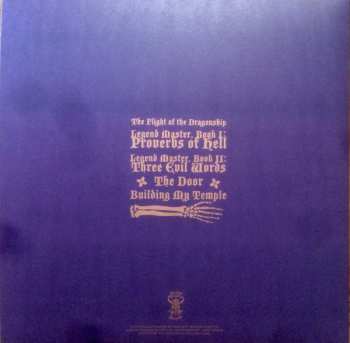 The Flight of the Dragonship
Legend Master, Book I:
Proverbs of Hell
Legend Master, Book II:
Three Evil Words
The Door
Building My Temple